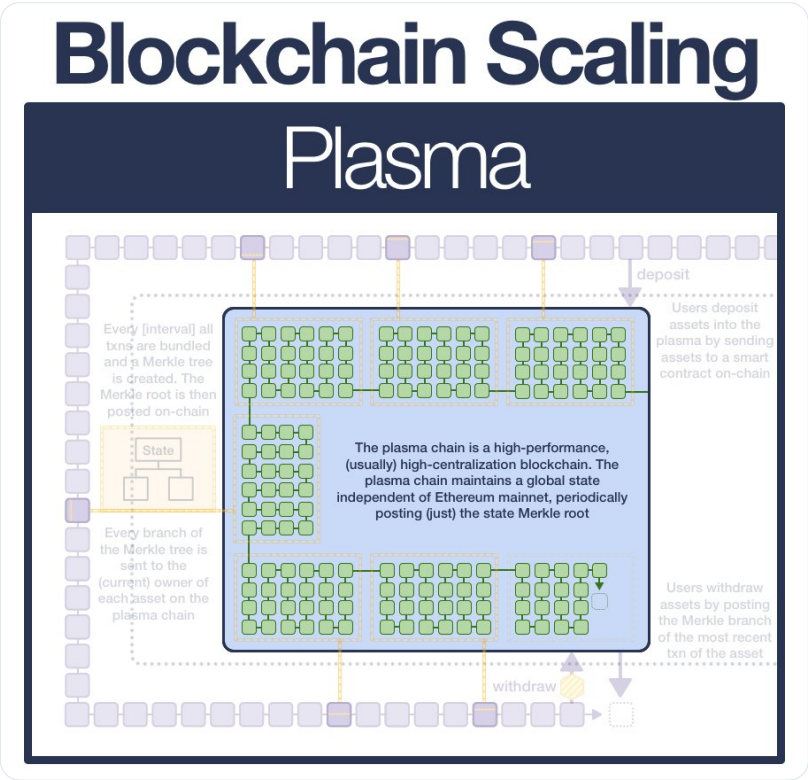 Blockchain Scaling
Plasma
deposit
Users deposit
assets into the
plasma by sending
assets to a smart
contract on-chain
Every [interval] all
txns are bundled
and a Merkle tree
is created. The
Merkle root is then
posted on-chain
State
The plasma chain is a high-performance,
(usually) high-centralization blockchain. The
plasma chain maintains a global state
independent of Ethereum mainnet, periodically
posting (just) the state Merkle root
Every branch of
the Merkle tree is
sent to the
(current) owner of
each asset on the
plasma chain
Users withdraw
assets by posting
the Merkle branch
of the most recent
txn of the asset
withdraw